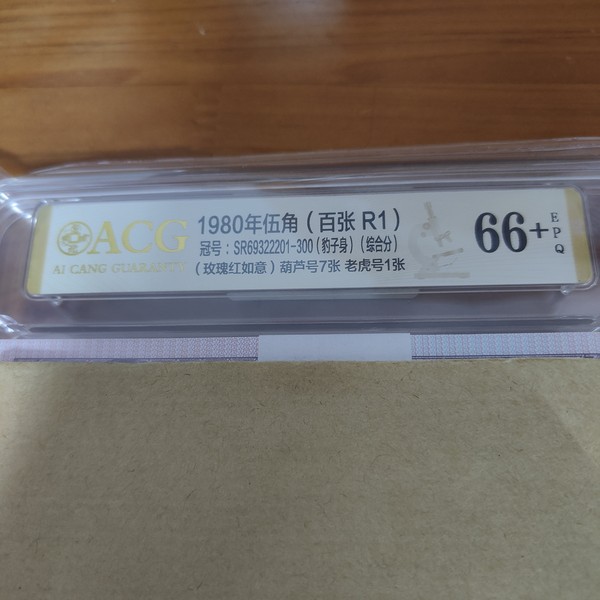 ACG
AI CANG GUARANTY
1980年伍角（百张 R1）
冠号：SR69322201-300（豹子身）（综合分）
（玫瑰红如意）葫芦号7张 老虎号1张
66+
EPQ